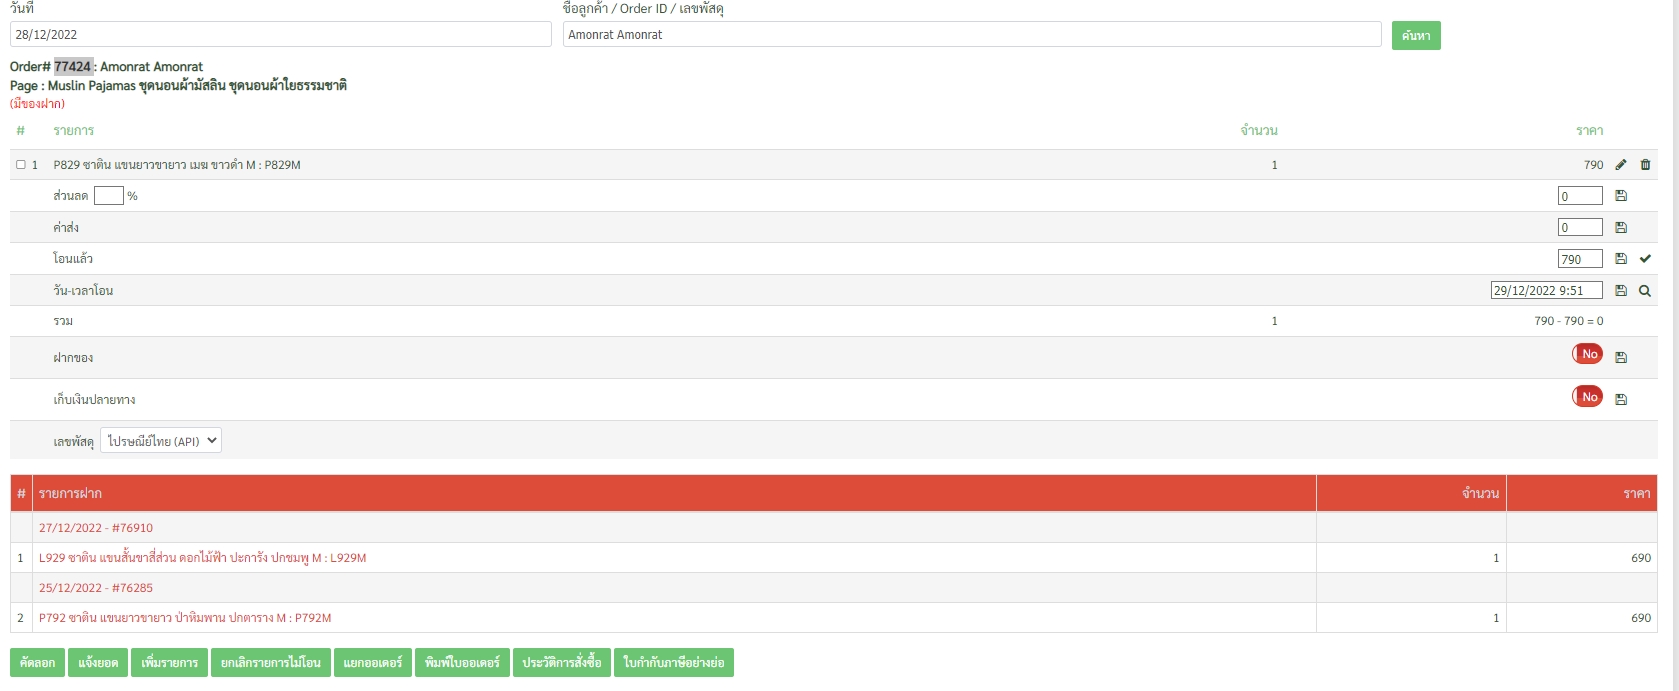 วันที่ ชื่อลูกค้า / Order ID / เลขพัสดุ
28/12/2022 Amonrat Amonrat ค้นหา
Order# 77424 : Amonrat Amonrat
Page : Muslin Pajamas ชุดนอนผ้ามัสลิน ชุดนอนผ้าใยธรรมชาติ
(มีของฝาก)
# รายการ จำนวน ราคา
1 P829 ซาติน แขนยาวขายาว เมฆ ขาวดำ M : P829M 1 790
ส่วนลด % 0
ค่าส่ง 0
โอนแล้ว 790
วัน-เวลาโอน 29/12/2022 9:51
รวม 1 790 - 790 = 0
ฝากของ No
เก็บเงินปลายทาง No
เลขพัสดุ ไปรษณีย์ไทย (API)
# รายการฝาก จำนวน ราคา
27/12/2022 - #76910
1 L929 ซาติน แขนสั้นขาสี่ส่วน ดอกไม้ฟ้า ปะการัง ปกชมพู M : L929M 1 690
25/12/2022 - #76285
2 P792 ซาติน แขนยาวขายาว ป่าหิมพาน ปกตาราง M : P792M 1 690
คัดลอก แจ้งยอด เพิ่มรายการ ยกเลิกรายการไม่โอน แยกออเดอร์ พิมพ์ใบออเดอร์ ประวัติการสั่งซื้อ ใบกำกับภาษีอย่างย่อ